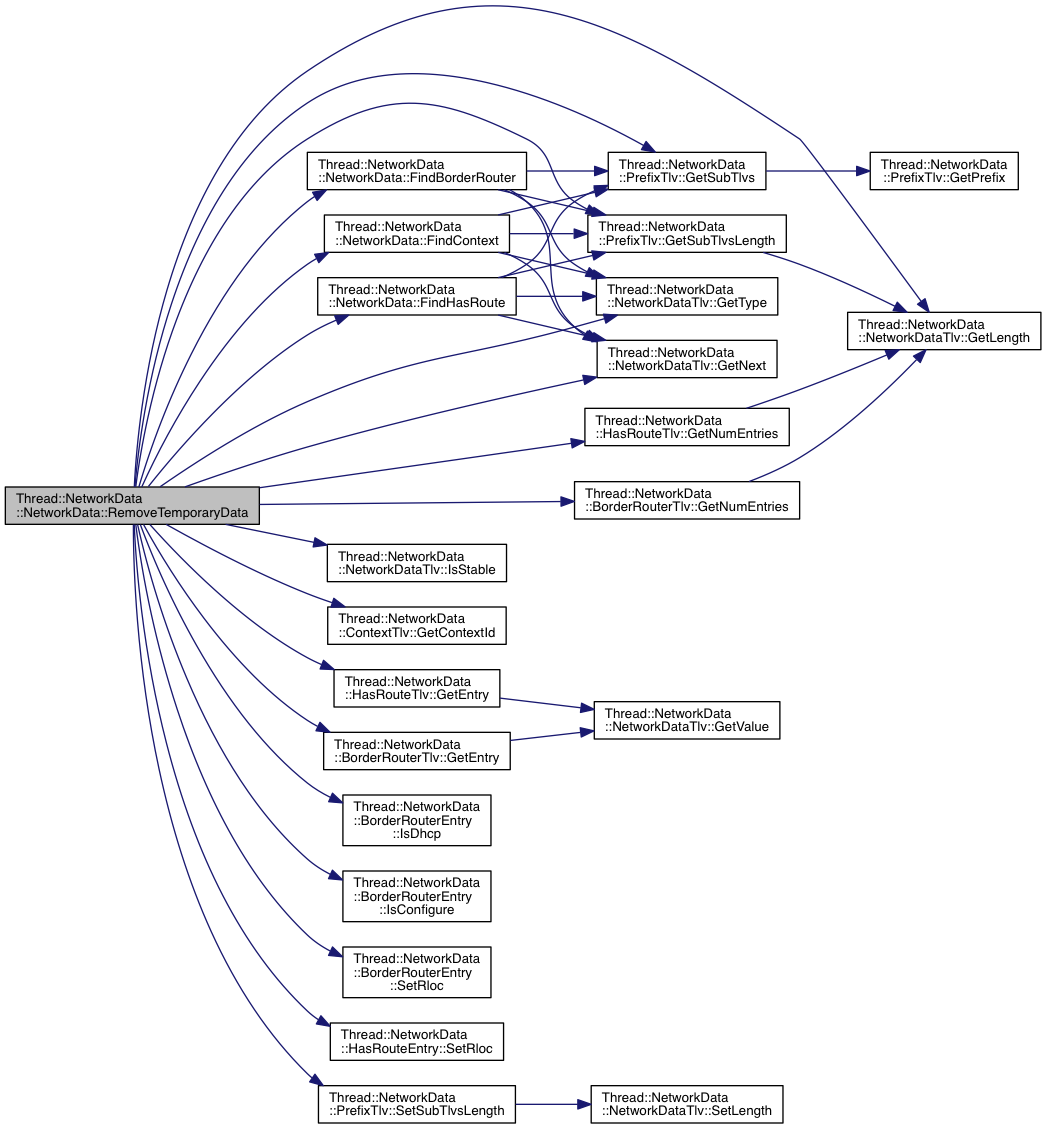 Thread::NetworkData
::NetworkData::FindBorderRouter
Thread::NetworkData
::PrefixTlv::GetSubTlvs
Thread::NetworkData
::PrefixTlv::GetPrefix
Thread::NetworkData
::NetworkData::FindContext
Thread::NetworkData
::PrefixTlv::GetSubTlvsLength
Thread::NetworkData
::NetworkData::FindHasRoute
Thread::NetworkData
::NetworkDataTlv::GetType
Thread::NetworkData
::NetworkDataTlv::GetLength
Thread::NetworkData
::NetworkDataTlv::GetNext
Thread::NetworkData
::HasRouteTlv::GetNumEntries
Thread::NetworkData
::NetworkData::RemoveTemporaryData
Thread::NetworkData
::BorderRouterTlv::GetNumEntries
Thread::NetworkData
::NetworkDataTlv::IsStable
Thread::NetworkData
::ContextTlv::GetContextId
Thread::NetworkData
::HasRouteTlv::GetEntry
Thread::NetworkData
::NetworkDataTlv::GetValue
Thread::NetworkData
::BorderRouterTlv::GetEntry
Thread::NetworkData
::BorderRouterEntry
::IsDhcp
Thread::NetworkData
::BorderRouterEntry
::IsConfigure
Thread::NetworkData
::BorderRouterEntry
::SetRloc
Thread::NetworkData
::HasRouteEntry::SetRloc
Thread::NetworkData
::PrefixTlv::SetSubTlvsLength
Thread::NetworkData
::NetworkDataTlv::SetLength